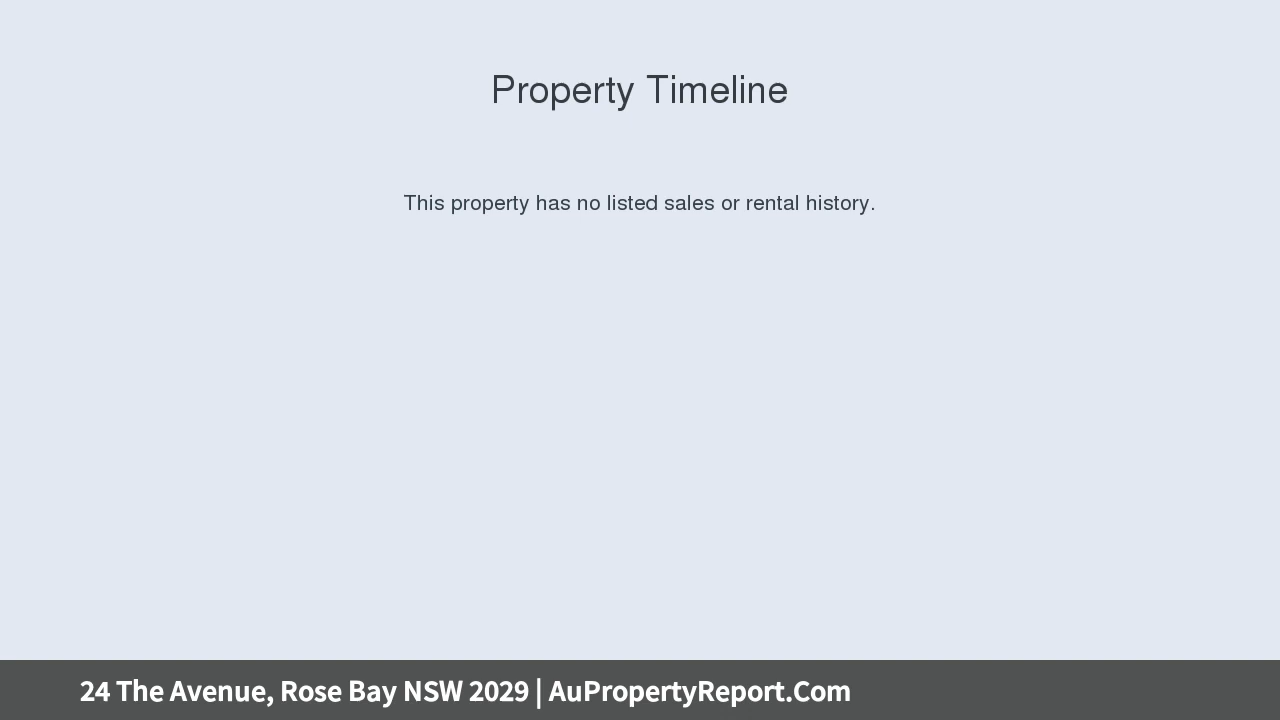 Property Timeline
This property has no listed sales or rental history.
24 The Avenue, Rose Bay NSW 2029 | AuPropertyReport.Com